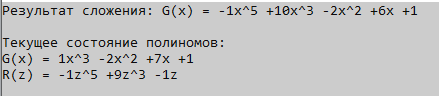 Результат сложения: G(x) = -1x^5 +10x^3 -2x^2 +6x +1
Текущее состояние полиномов:
G(x) = 1x^3 -2x^2 +7x +1
R(z) = -1z^5 +9z^3 -1z